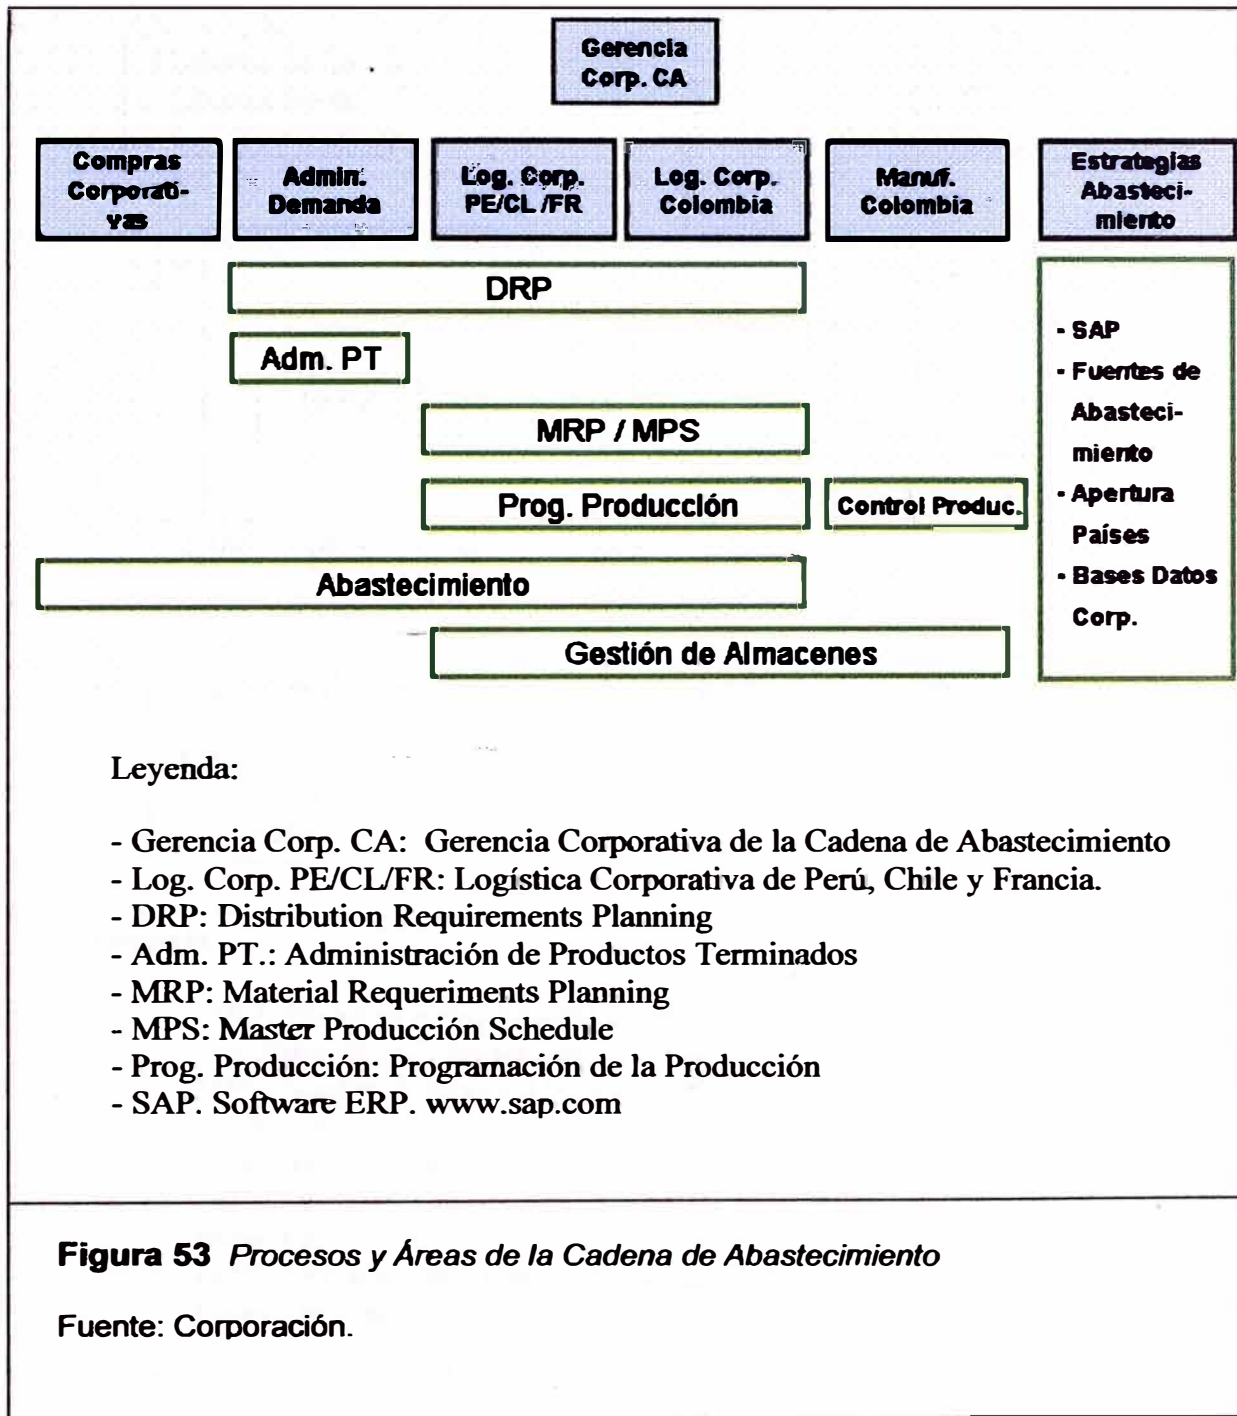 Gerencia
Corp. CA
Compras
Corporati-
vas
Admin.
Demanda
Log. Corp.
PE/CL/FR
Log. Corp.
Colombia
Manuf.
Colombia
Estrategias
Abasteci-
miento
DRP
Adm. PT
MRP / MPS
Prog. Producción
Control Produc.
Abastecimiento
Gestión de Almacenes
- SAP
- Fuentes de
Abasteci-
miento
- Apertura
Países
- Bases Datos
Corp.
Leyenda:
- Gerencia Corp. CA: Gerencia Corporativa de la Cadena de Abastecimiento
- Log. Corp. PE/CL/FR: Logística Corporativa de Perú, Chile y Francia.
- DRP: Distribution Requirements Planning
- Adm. PT.: Administración de Productos Terminados
- MRP: Material Requeriments Planning
- MPS: Master Producción Schedule
- Prog. Producción: Programación de la Producción
- SAP. Software ERP. www.sap.com
Figura 53 Procesos y Áreas de la Cadena de Abastecimiento
Fuente: Corporación.